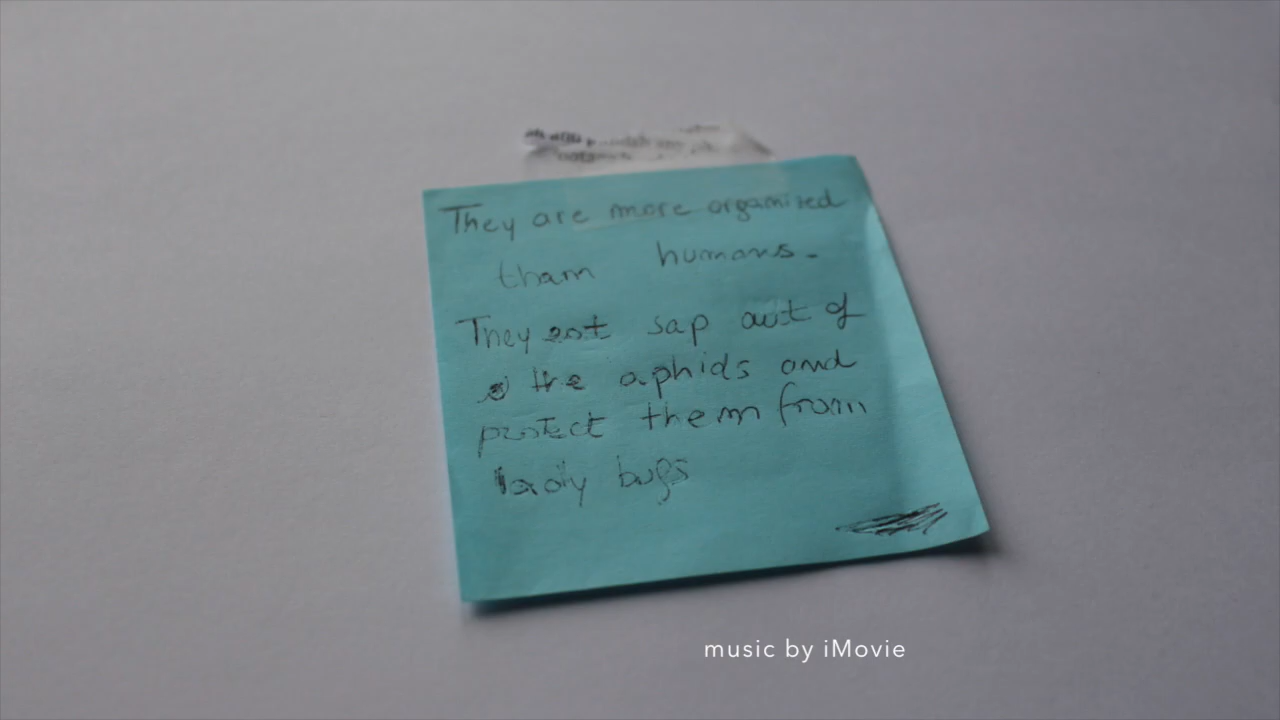 They are more organized
than humans.
They eat sap out of
the aphids and
protect them from
lady bugs
music by iMovie